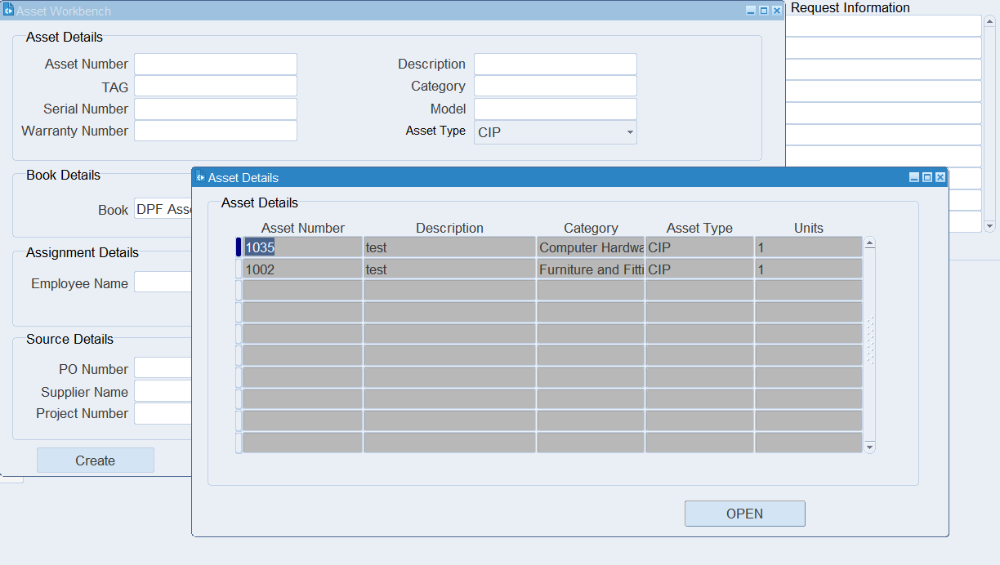 Asset Workbench
Request Information
Asset Details
Asset Number
Description
TAG
Category
Serial Number
Model
Warranty Number
Asset Type CIP
Book Details
Book DPF Asse
Assignment Details
Employee Name
Source Details
PO Number
Supplier Name
Project Number
Create
Asset Details
Asset Details
Asset Number Description Category Asset Type Units
1035 test Computer Hardwa CIP 1
1002 test Furniture and Fitti CIP 1
OPEN